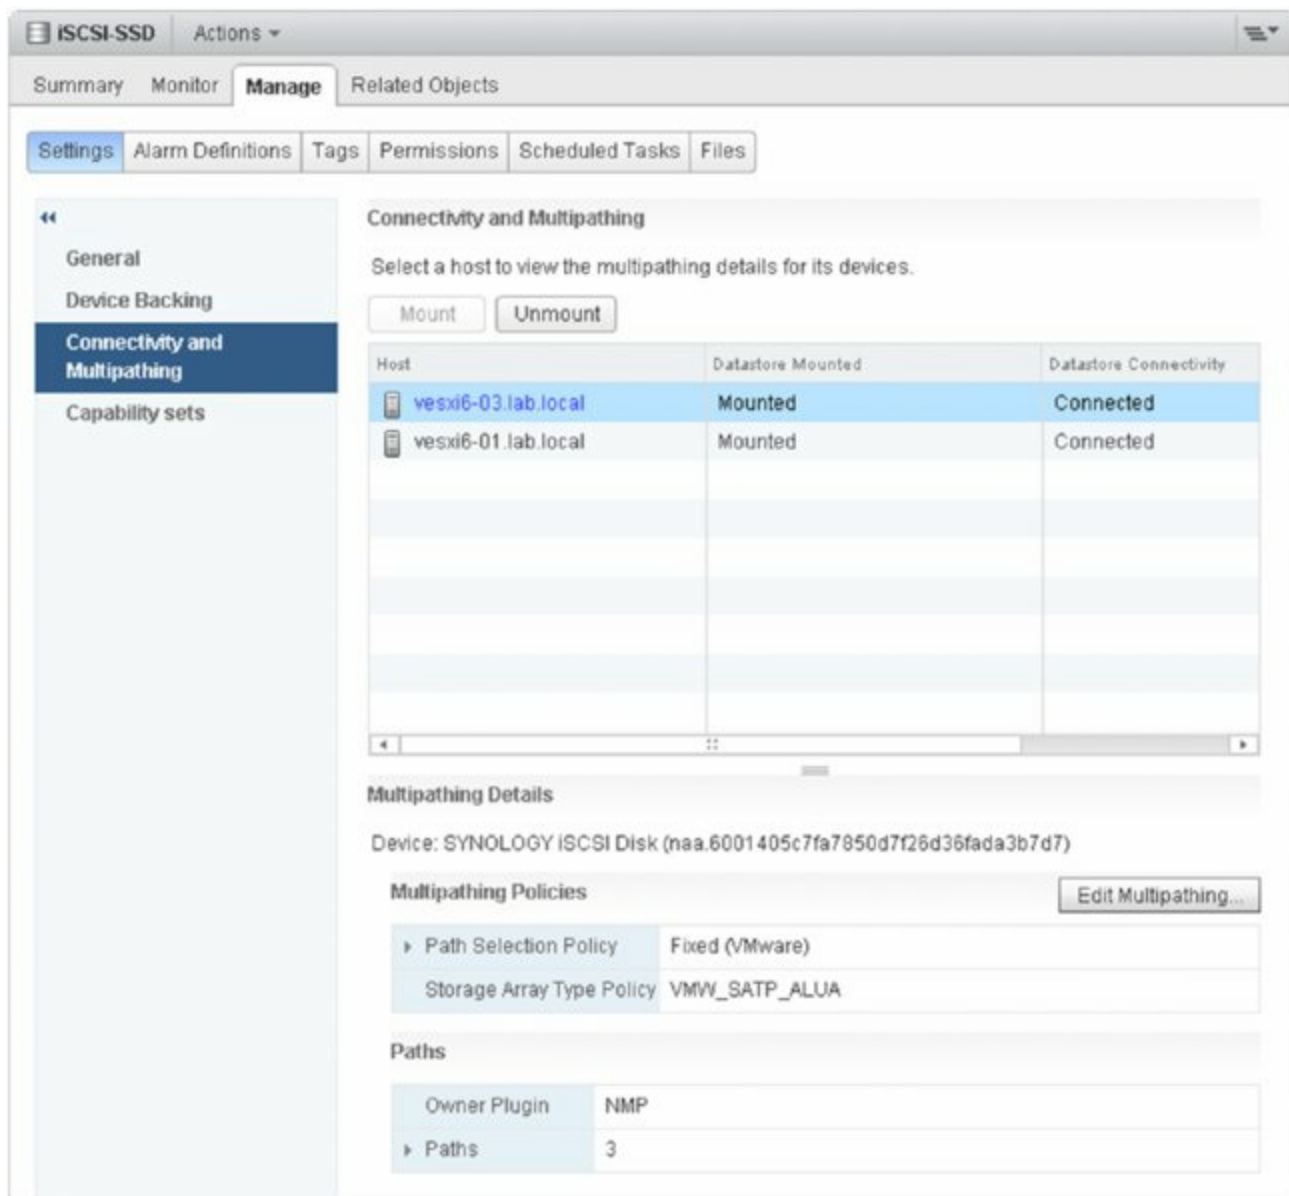 iSCSI-SSD Actions
Summary Monitor Manage Related Objects
Settings Alarm Definitions Tags Permissions Scheduled Tasks Files
General
Device Backing
Connectivity and
Multipathing
Capability sets
Connectivity and Multipathing
Select a host to view the multipathing details for its devices.
Mount Unmount
Host Datastore Mounted Datastore Connectivity
vesxi6-03.lab.local Mounted Connected
vesxi6-01.lab.local Mounted Connected
Multipathing Details
Device: SYNOLOGY iSCSI Disk (naa.6001405c7fa7850d7f26d36fada3b7d7)
Multipathing Policies Edit Multipathing...
Path Selection Policy Fixed (VMware)
Storage Array Type Policy VMW_SATP_ALUA
Paths
Owner Plugin NMP
Paths 3